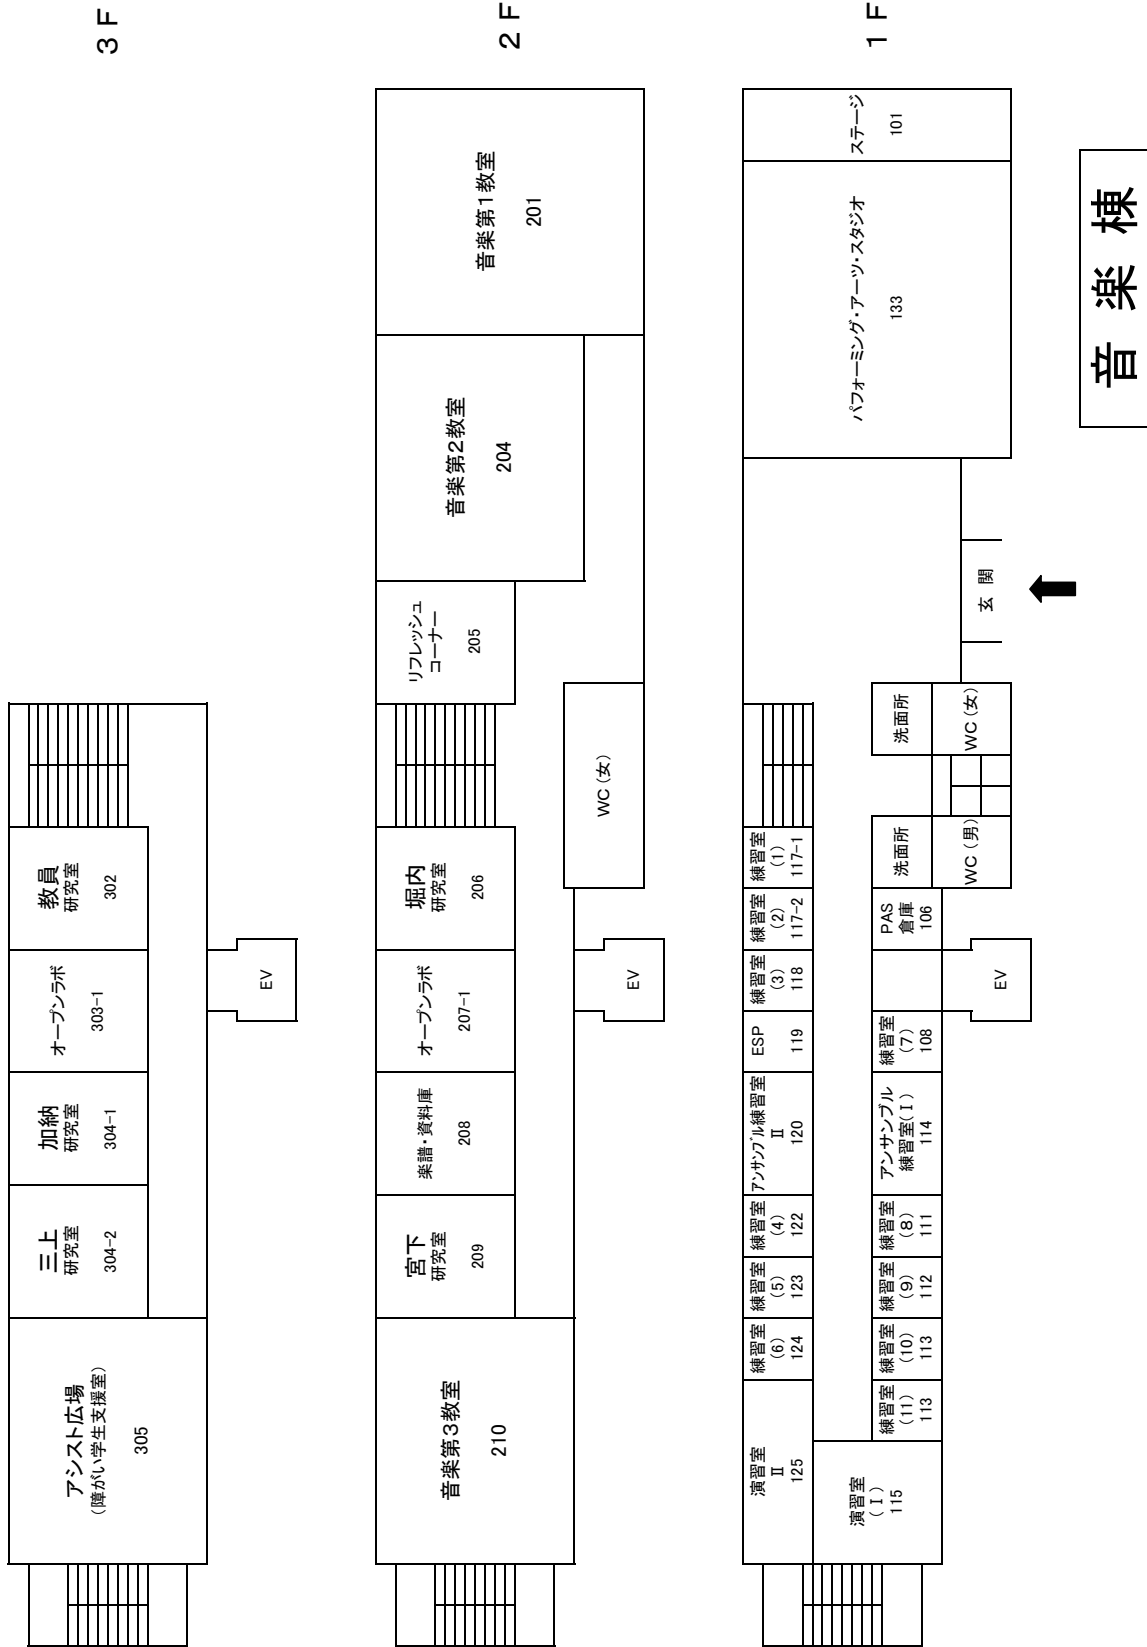 3F
教員
研究室
302
オープンラボ
303-1
加納
研究室
304-1
三上
研究室
304-2
アシスト広場
（障がい学生支援室）
305
EV
2F
音楽第1教室
201
音楽第2教室
204
リフレッシュ
コーナー
205
WC（女）
堀内
研究室
206
オープンラボ
207-1
楽譜・資料庫
208
宮下
研究室
209
音楽第3教室
210
EV
1F
ステージ
101
パフォーミング・アーツ・スタジオ
133
玄 関
洗面所
WC（女）
洗面所
WC（男）
練習室
(1)
117-1
練習室
(2)
117-2
練習室
(3)
118
ESP
119
アンサンブル練習室
Ⅱ
120
練習室
(4)
122
練習室
(5)
123
練習室
(6)
124
演習室
Ⅱ
125
PAS
倉庫
106
EV
練習室
(7)
108
アンサンブル
練習室(Ⅰ)
114
練習室
(8)
111
練習室
(9)
112
練習室
(10)
113
練習室
(11)
113
演習室
(Ⅰ)
115
音 楽 棟